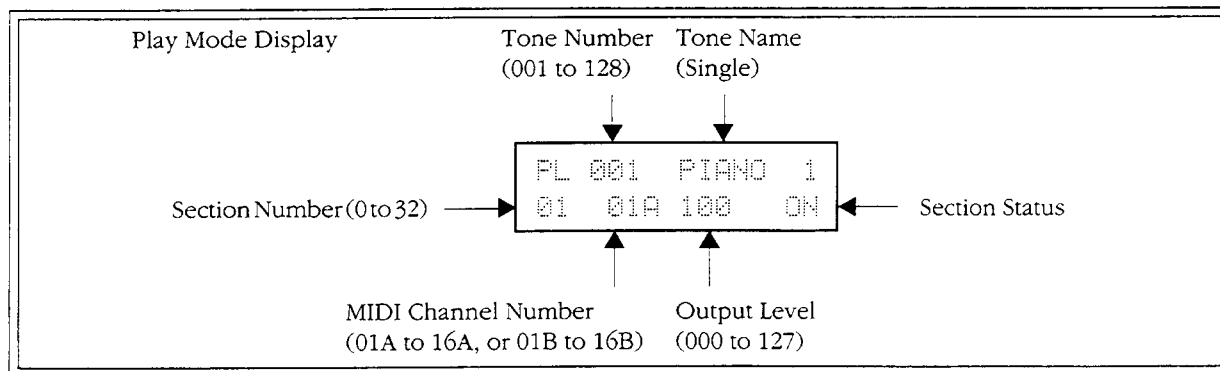 Play Mode Display
Tone Number
(001 to 128)
Tone Name
(Single)
PL 001 PIANO 1
Section Number (0 to 32)
01 01A 100 ON
Section Status
MIDI Channel Number
(01A to 16A, or 01B to 16B)
Output Level
(000 to 127)